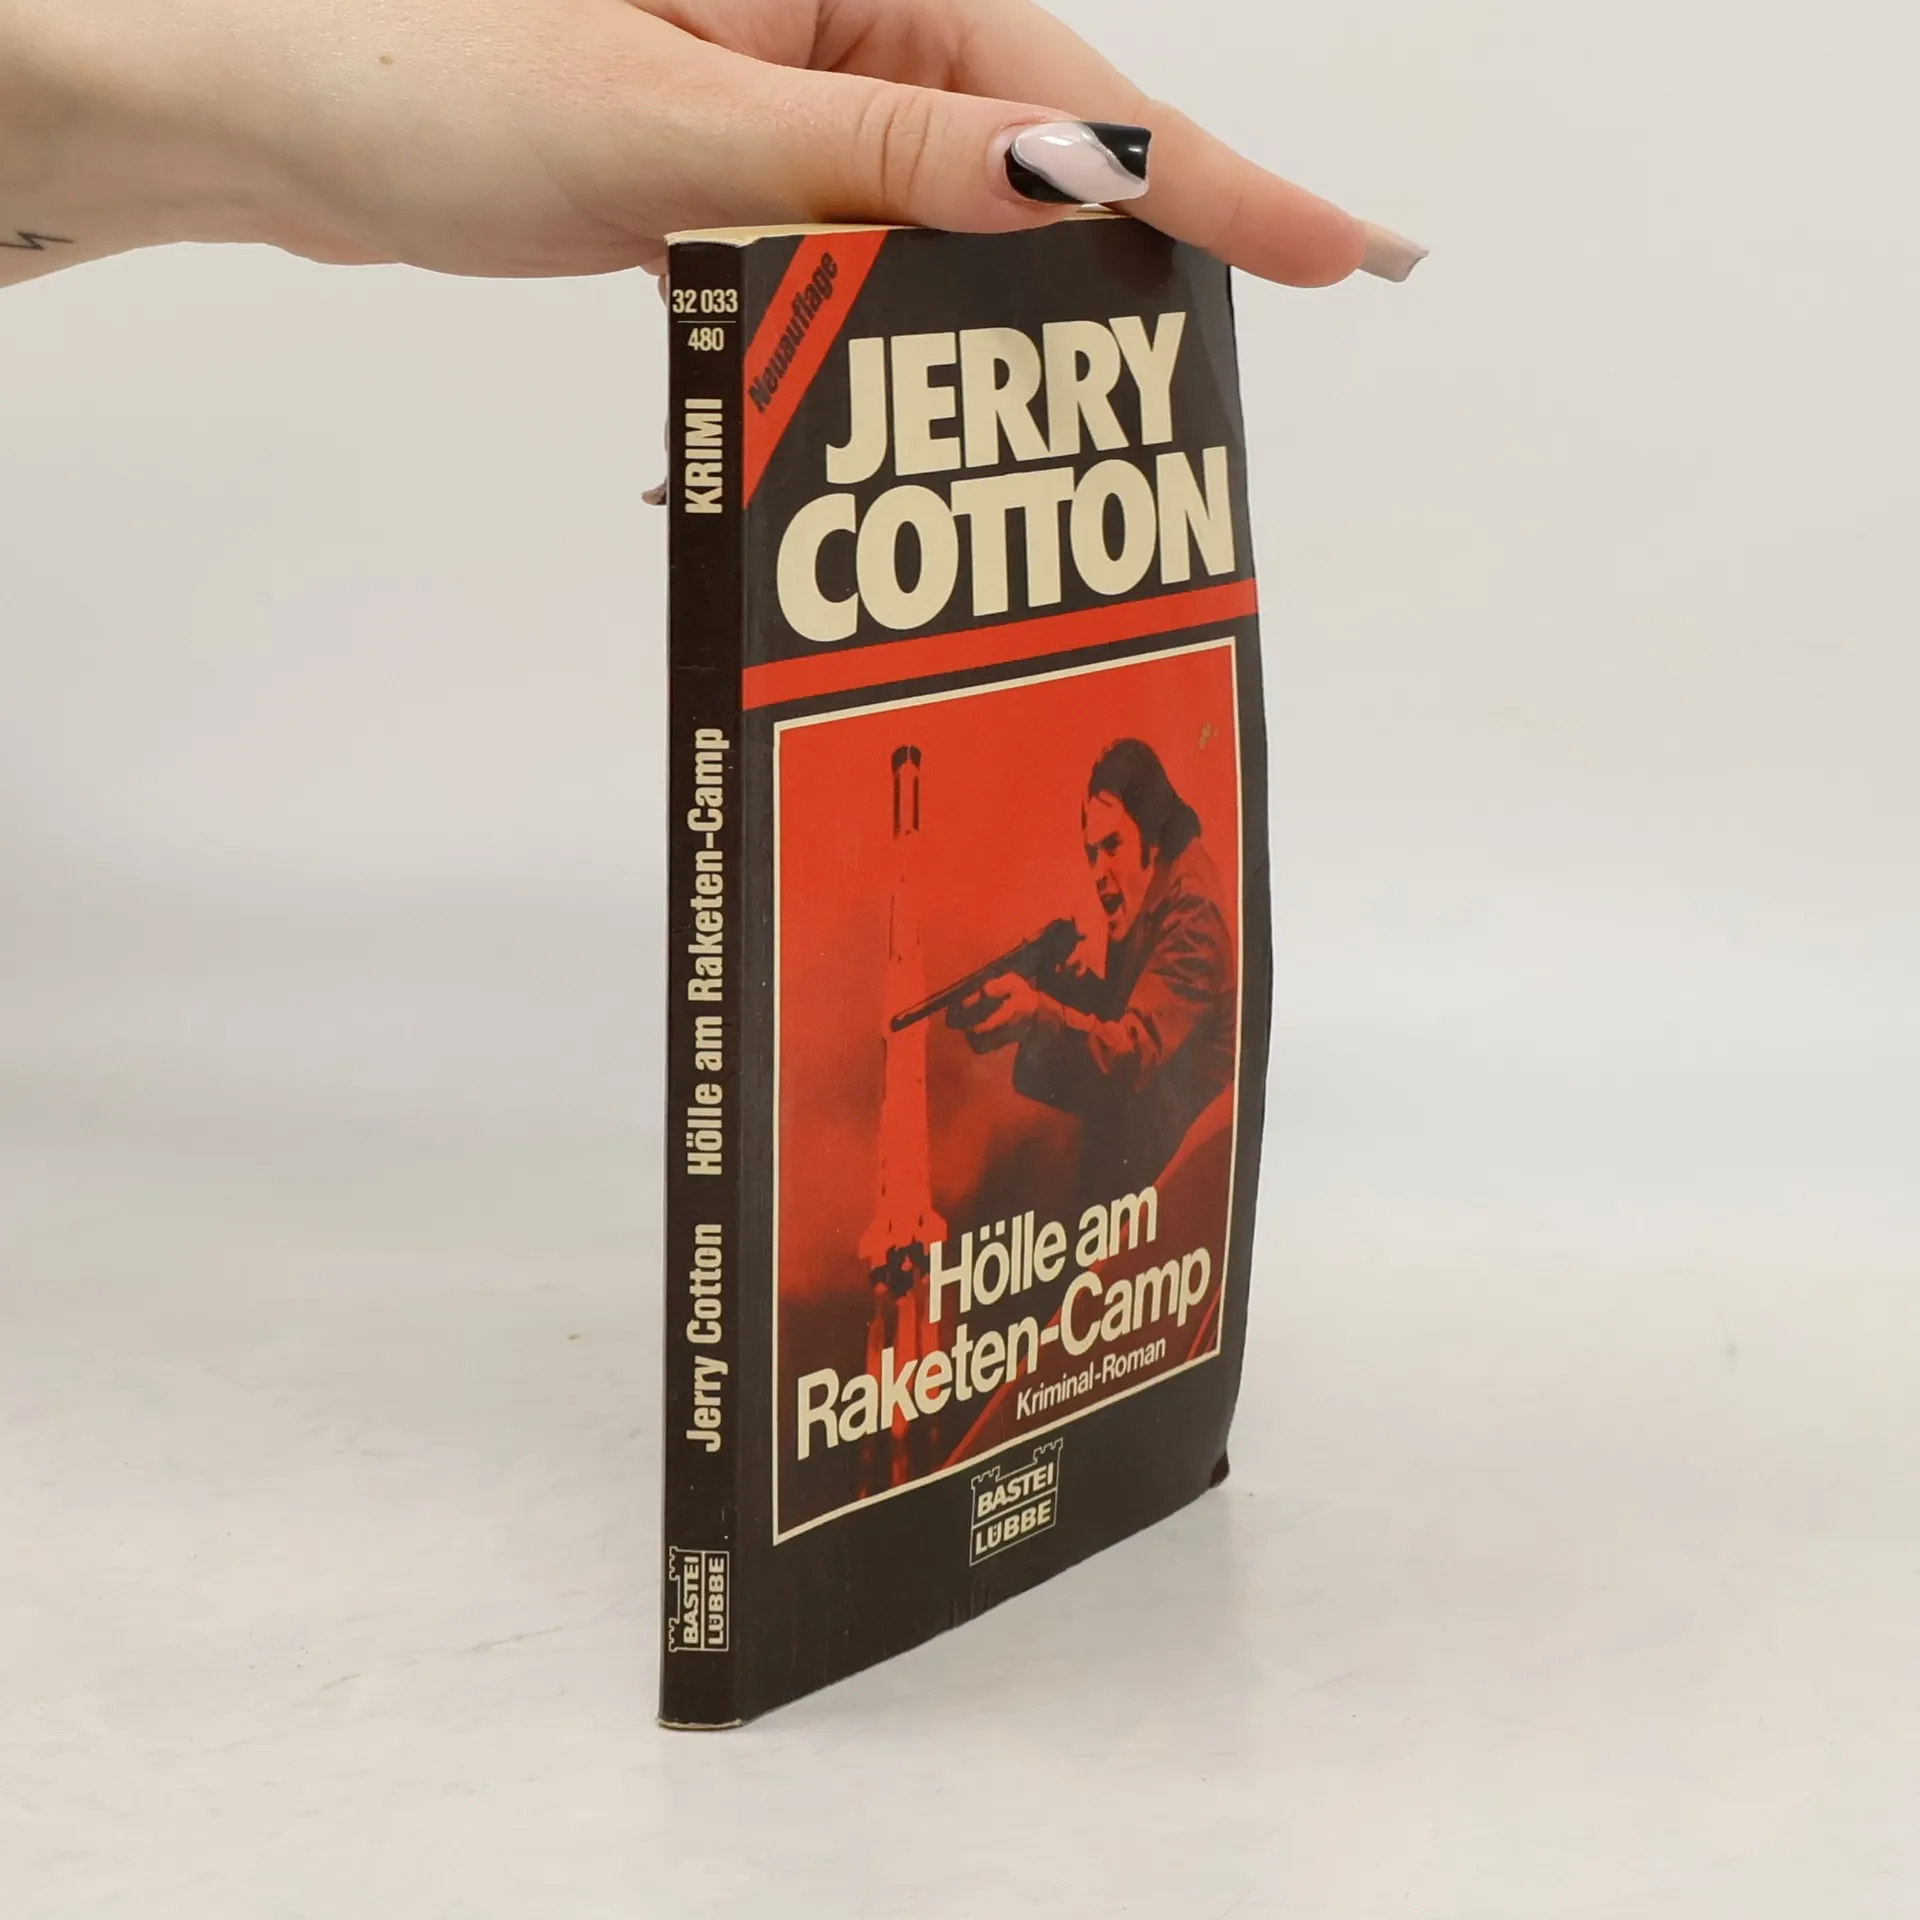 32 033
480
KRIMI
Jerry Cotton Hölle am Raketen-Camp
BASTEI
LÜBBE
Neuauflage
JERRY
COTTON
Hölle am
Raketen-Camp
Kriminal-Roman
BASTEI
LÜBBE